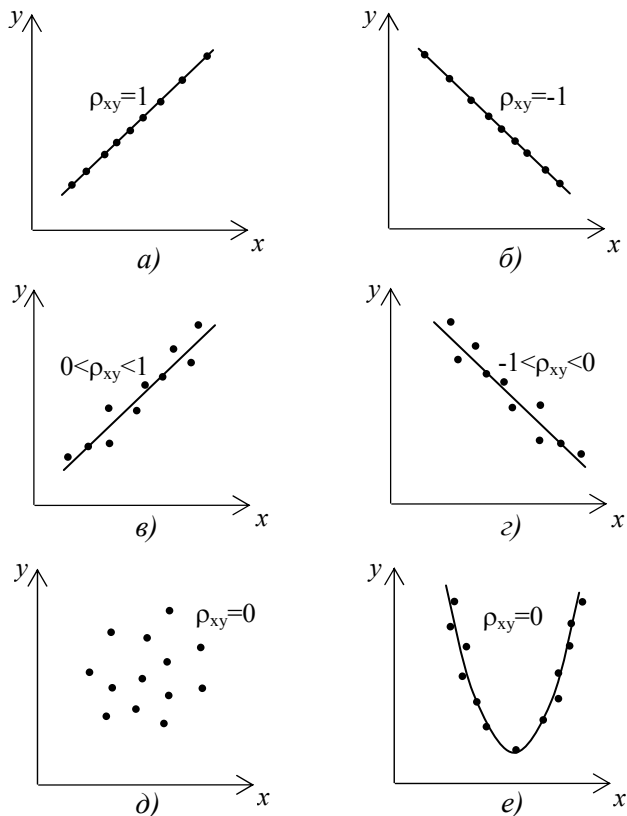 y
ρxy=1
x
а)
y
ρxy=-1
x
б)
y
0<ρxy<1
x
в)
y
-1<ρxy<0
x
г)
y
ρxy=0
x
д)
y
ρxy=0
x
е)